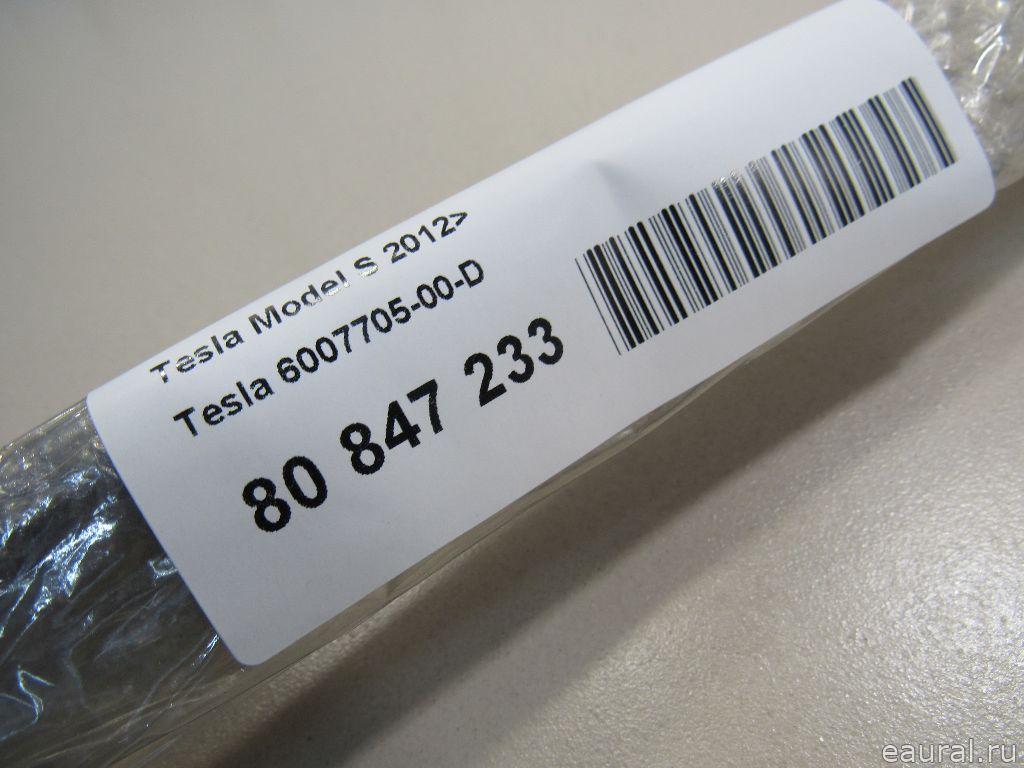 Tesla Model S 2012>
Tesla 6007705-00-D
80 847 233
eaural.ru